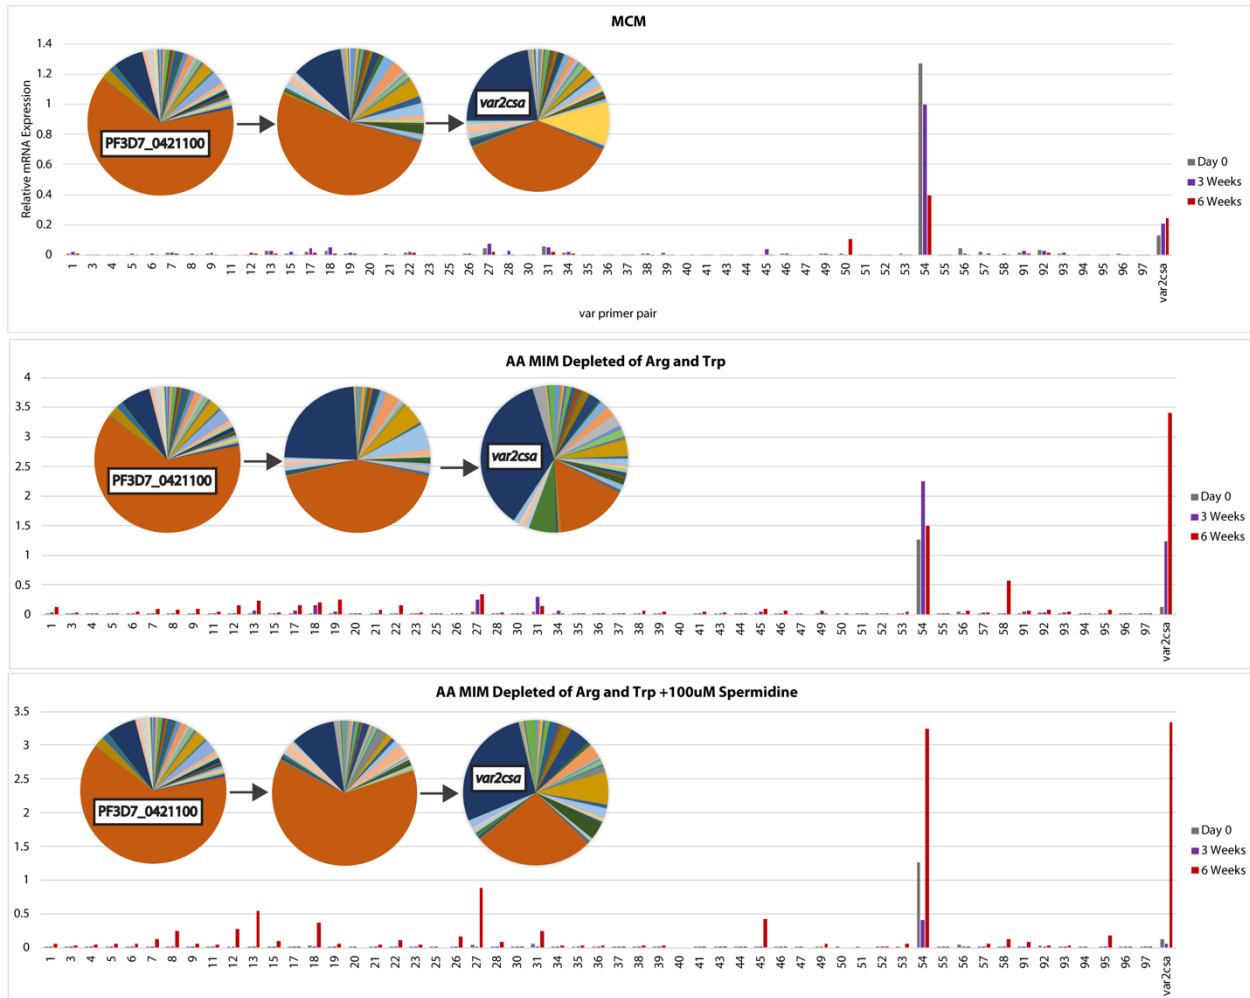 MCM
Relative mRNA Expression
1.4
1.2
1
0.8
0.6
0.4
0.2
0
PF3D7_0421100
var2csa
Day 0
3 Weeks
6 Weeks
1 3 4 5 6 7 8 9 11 12 13 15 17 18 19 20 21 22 23 25 26 27 28 30 31 34 35 36 37 38 39 40 41 43 44 45 46 47 49 50 51 52 53 54 55 56 57 58 91 92 93 94 95 96 97 var2csa
var primer pair
AA MIM Depleted of Arg and Trp
4
3.5
3
2.5
2
1.5
1
0.5
0
PF3D7_0421100
var2csa
Day 0
3 Weeks
6 Weeks
1 3 4 5 6 7 8 9 11 12 13 15 17 18 19 20 21 22 23 25 26 27 28 30 31 34 35 36 37 38 39 40 41 43 44 45 46 47 49 50 51 52 53 54 55 56 57 58 91 92 93 94 95 96 97 var2csa
AA MIM Depleted of Arg and Trp +100uM Spermidine
3.5
3
2.5
2
1.5
1
0.5
0
PF3D7_0421100
var2csa
Day 0
3 Weeks
6 Weeks
1 3 4 5 6 7 8 9 11 12 13 15 17 18 19 20 21 22 23 25 26 27 28 30 31 34 35 36 37 38 39 40 41 43 44 45 46 47 49 50 51 52 53 54 55 56 57 58 91 92 93 94 95 96 97 var2csa